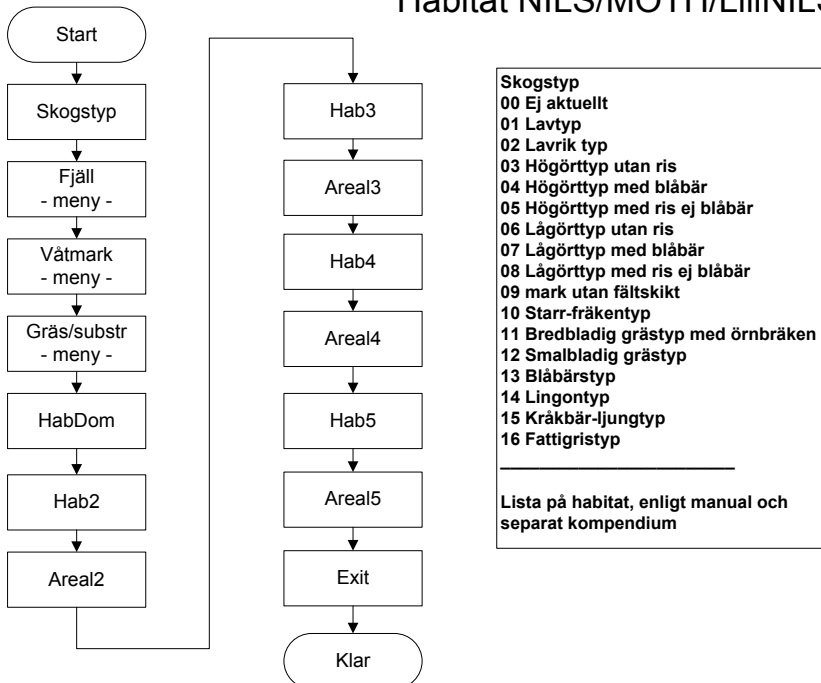 Habitat NILS/MOTH/LillNILS
Start
Skogstyp
Fjäll
- meny -
Våtmark
- meny -
Gräs/substr
- meny -
HabDom
Hab2
Areal2
Hab3
Areal3
Hab4
Areal4
Hab5
Areal5
Exit
Klar
Skogstyp
00 Ej aktuellt
01 Lavtyp
02 Lavrik typ
03 Högörttyp utan ris
04 Högörttyp med blåbär
05 Högörttyp med ris ej blåbär
06 Lågörttyp utan ris
07 Lågörttyp med blåbär
08 Lågörttyp med ris ej blåbär
09 mark utan fältskikt
10 Starr-fräkentyp
11 Bredbladig grästyp med örnbräken
12 Smalbladig grästyp
13 Blåbärstyp
14 Lingontyp
15 Kråkbär-ljungtyp
16 Fattigristyp
Lista på habitat, enligt manual och
separat kompendium